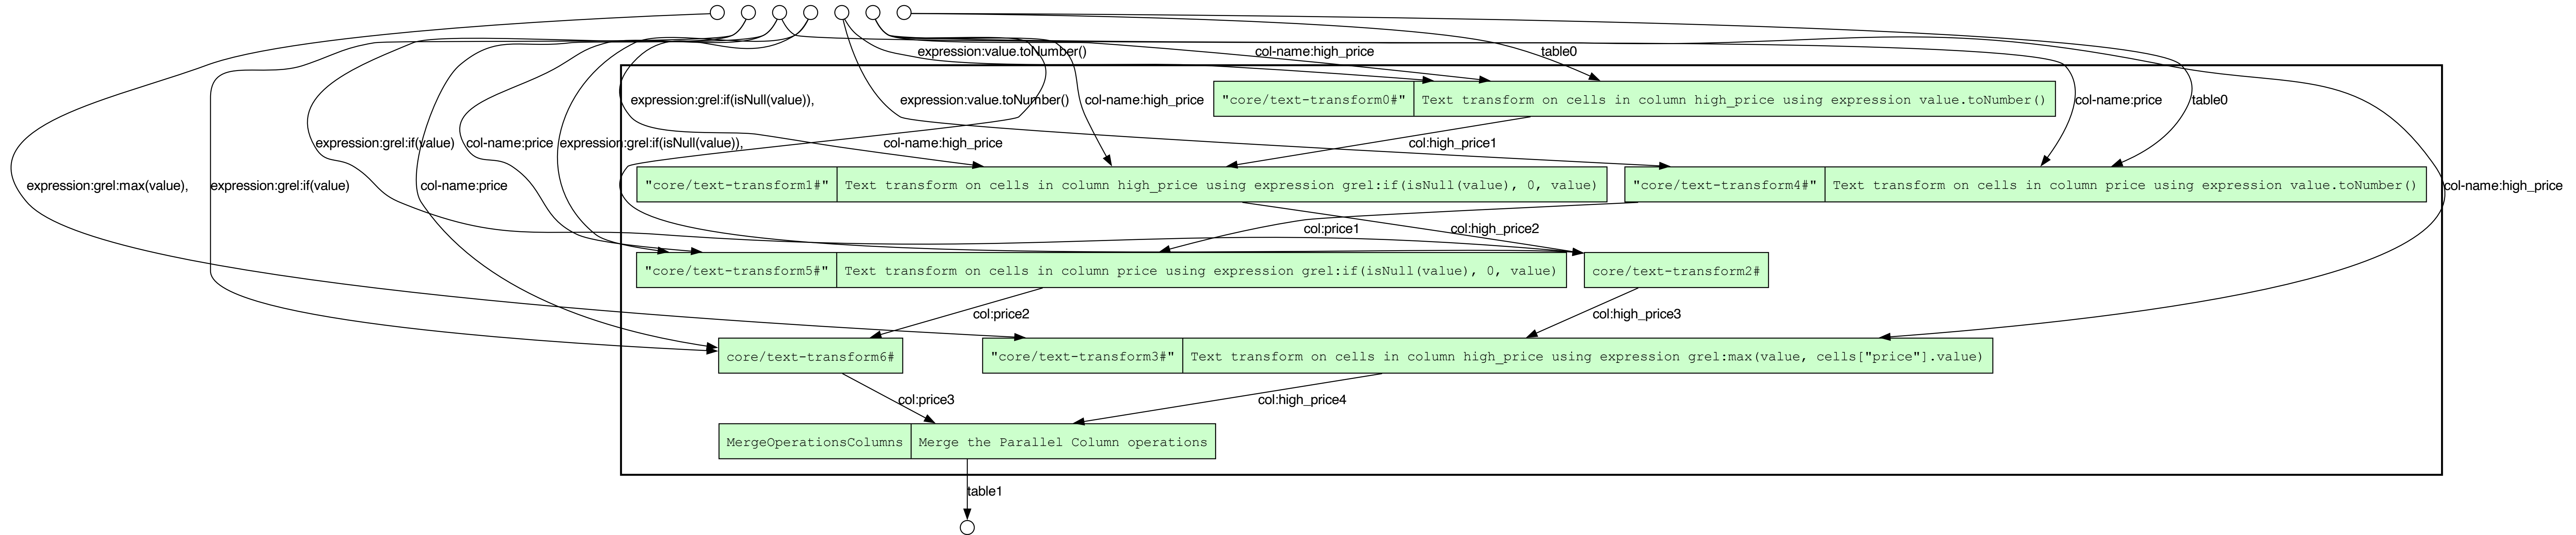 expression:value.toNumber()
col-name:high_price
table0
"core/text-transform0#" Text transform on cells in column high_price using expression value.toNumber()
expression:grel:if(isNull(value)),
expression:value.toNumber()
col-name:high_price
col-name:price
table0
expression:grel:if(value)
col-name:price
expression:grel:if(isNull(value)),
col-name:high_price
col:high_price1
expression:grel:max(value),
expression:grel:if(value)
col-name:price
"core/text-transform1#" Text transform on cells in column high_price using expression grel:if(isNull(value), 0, value)
"core/text-transform4#" Text transform on cells in column price using expression value.toNumber()
col-name:high_price
col:price1
col:high_price2
"core/text-transform5#" Text transform on cells in column price using expression grel:if(isNull(value), 0, value)
core/text-transform2#
col:price2
col:high_price3
core/text-transform6#
"core/text-transform3#" Text transform on cells in column high_price using expression grel:max(value, cells["price"].value)
col:price3
col:high_price4
MergeOperationsColumns Merge the Parallel Column operations
table1